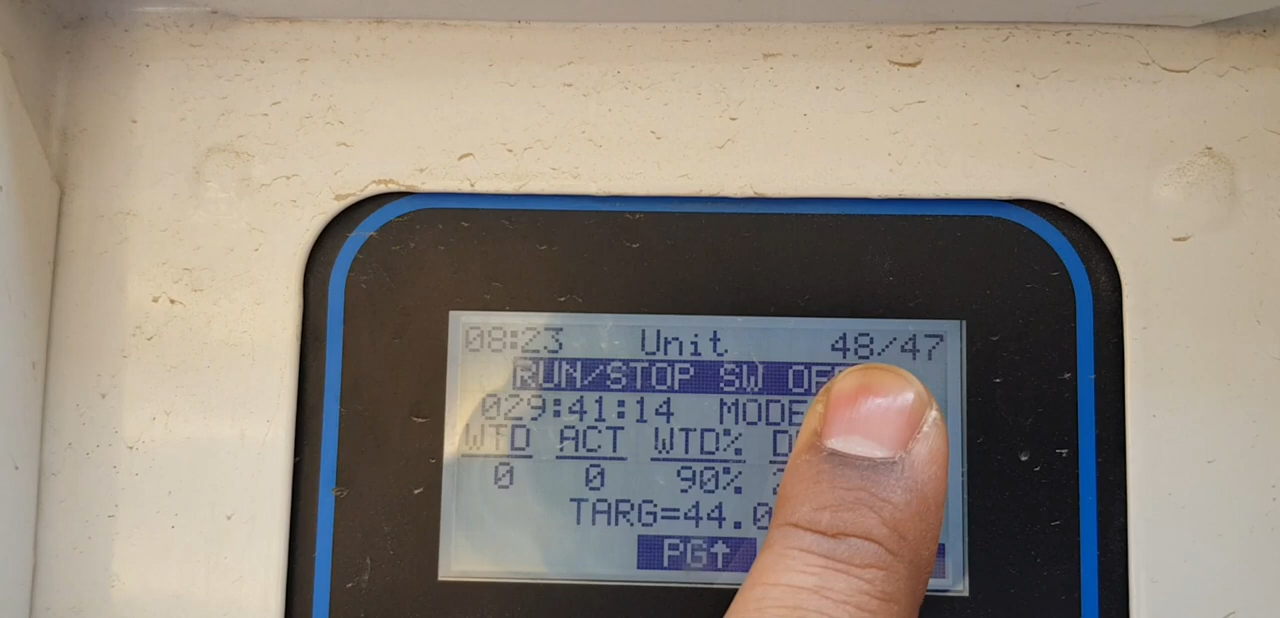 08:23 Unit 48/47
RUN/STOP SW
029:41:14 MODE
WTD ACT WTD%
0 0 90%
TARG=44.0
PG↑